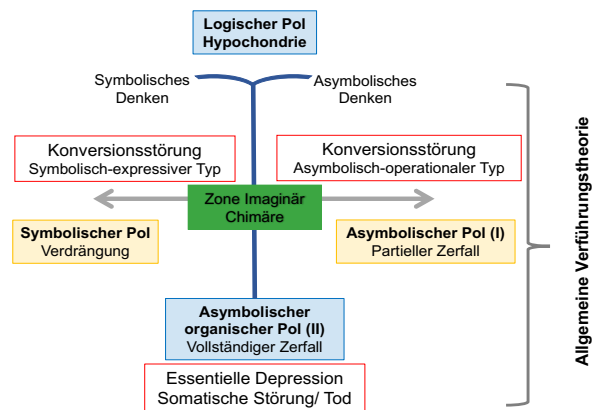 Logischer Pol
Hypochondrie
Symbolisches
Denken
Asymbolisches
Denken
Konversionsstörung
Symbolisch-expressiver Typ
Konversionsstörung
Asymbolisch-operationaler Typ
Zone Imaginär
Chimäre
Symbolischer Pol
Verdrängung
Asymbolischer Pol (I)
Partieller Zerfall
Asymbolischer
organischer Pol (II)
Vollständiger Zerfall
Essentielle Depression
Somatische Störung/ Tod
Allgemeine Verführungstheorie